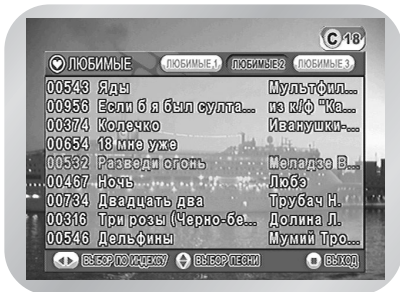 C 18
ЛЮБИМЫЕ ЛЮБИМЫЕ 1 ЛЮБИМЫЕ 2 ЛЮБИМЫЕ 3
00543 Яды Мультфил...
00956 Если б я был султа... из к/ф "Ка...
00374 Колечко Иванушки-...
00654 18 мне уже
00532 Разведи огонь Меладзе В...
00467 Ночь Любэ
00734 Двадцать два Трубач Н.
00316 Три розы (Черно-бе... Долина Л.
00546 Дельфины Мумий Тро...
ВЫБОР ПО ИНДЕКСУ ВЫБОР ПЕСНИ ВЫХОД